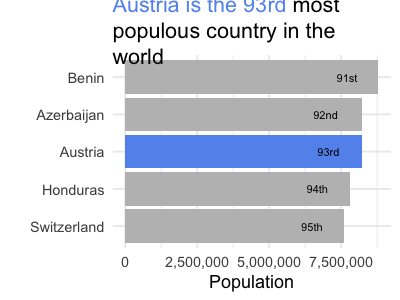 Austria is the 93rd most
populous country in the
world
Benin
91st
Azerbaijan
92nd
Austria
93rd
Honduras
94th
Switzerland
95th
0
2,500,000
5,000,000
7,500,000
Population